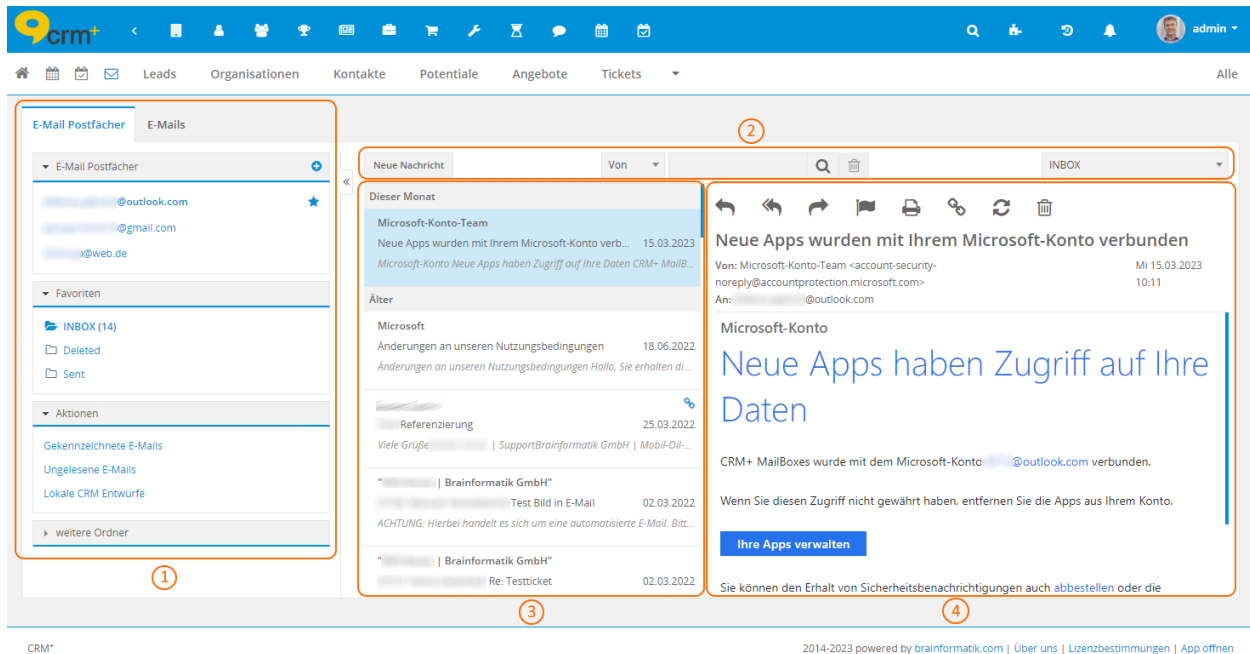 crm+
admin
Leads Organisationen Kontakte Potentiale Angebote Tickets Alle
E-Mail Postfächer E-Mails
E-Mail Postfächer
@outlook.com
@gmail.com
@web.de
Favoriten
INBOX (14)
Deleted
Sent
Aktionen
Gekennzeichnete E-Mails
Ungelesene E-Mails
Lokale CRM Entwürfe
weitere Ordner
1
2
Neue Nachricht Von INBOX
Dieser Monat
Microsoft-Konto-Team
Neue Apps wurden mit Ihrem Microsoft-Konto verb... 15.03.2023
Microsoft-Konto Neue Apps haben Zugriff auf Ihre Daten CRM+ MailB...
Älter
Microsoft
Änderungen an unseren Nutzungsbedingungen 18.06.2022
Änderungen an unseren Nutzungsbedingungen Hallo, Sie erhalten di...
Referenzierung 25.03.2022
Viele Grüße | SupportBrainformatik GmbH | Mobil-Oil-...
" | Brainformatik GmbH"
Test Bild in E-Mail 02.03.2022
ACHTUNG: Hierbei handelt es sich um eine automatisierte E-Mail. Bitt...
" | Brainformatik GmbH"
Re: Testticket 02.03.2022
3
Neue Apps wurden mit Ihrem Microsoft-Konto verbunden
Von: Microsoft-Konto-Team <account-security- Mi 15.03.2023
noreply@accountprotection.microsoft.com> 10:11
An: @outlook.com
Microsoft-Konto
Neue Apps haben Zugriff auf Ihre
Daten
CRM+ MailBoxes wurde mit dem Microsoft-Konto @outlook.com verbunden.
Wenn Sie diesen Zugriff nicht gewährt haben, entfernen Sie die Apps aus Ihrem Konto.
Ihre Apps verwalten
Sie können den Erhalt von Sicherheitsbenachrichtigungen auch abbestellen oder die
4
CRM+ 2014-2023 powered by brainformatik.com | Über uns | Lizenzbestimmungen | App öffnen